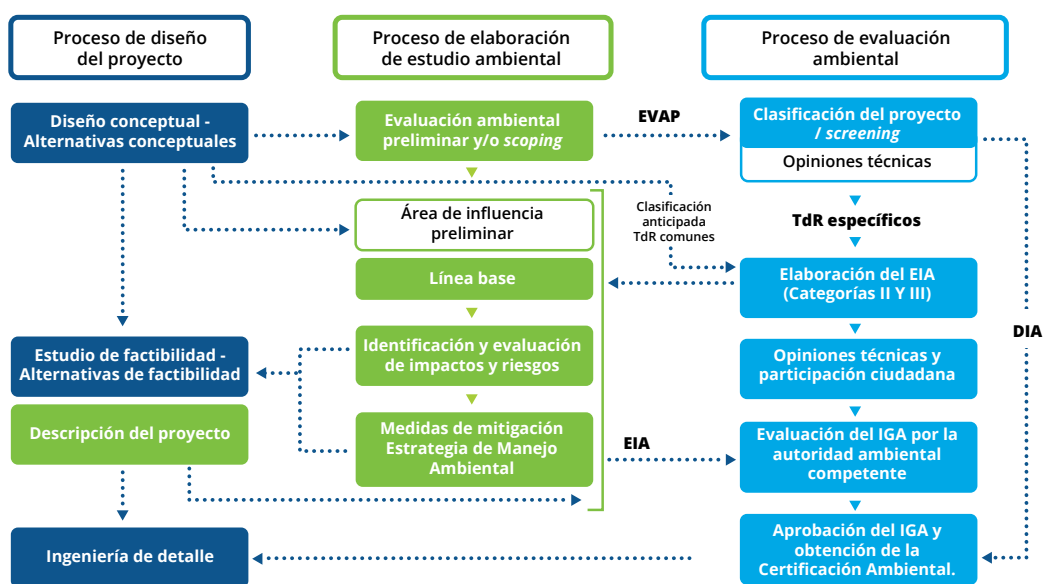 Proceso de diseño
del proyecto
Proceso de elaboración
de estudio ambiental
Proceso de evaluación
ambiental
Diseño conceptual -
Alternativas conceptuales
Evaluación ambiental
preliminar y/o scoping
EVAP
Clasificación del proyecto
/ screening
Opiniones técnicas
Área de influencia
preliminar
Clasificación
anticipada
TdR comunes
TdR específicos
Línea base
Elaboración del EIA
(Categorías II Y III)
DIA
Estudio de factibilidad -
Alternativas de factibilidad
Identificación y evaluación
de impactos y riesgos
Opiniones técnicas y
participación ciudadana
Descripción del proyecto
Medidas de mitigación
Estrategia de Manejo
Ambiental
EIA
Evaluación del IGA por la
autoridad ambiental
competente
Ingeniería de detalle
Aprobación del IGA y
obtención de la
Certificación Ambiental.